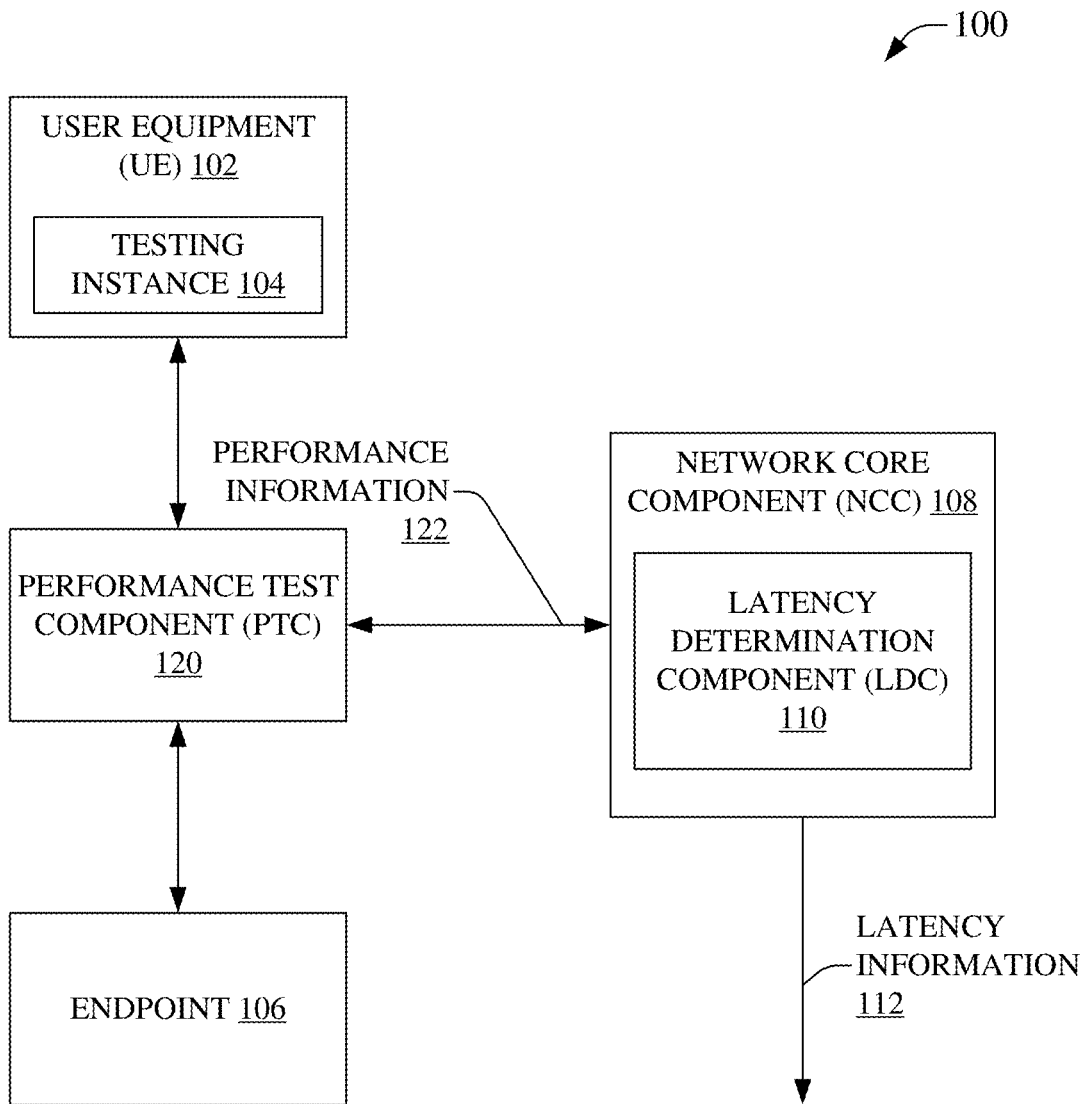 100
USER EQUIPMENT
(UE) 102
TESTING
INSTANCE 104
PERFORMANCE
INFORMATION
122
NETWORK CORE
COMPONENT (NCC) 108
PERFORMANCE TEST
COMPONENT (PTC)
120
LATENCY
DETERMINATION
COMPONENT (LDC)
110
LATENCY
INFORMATION
112
ENDPOINT 106